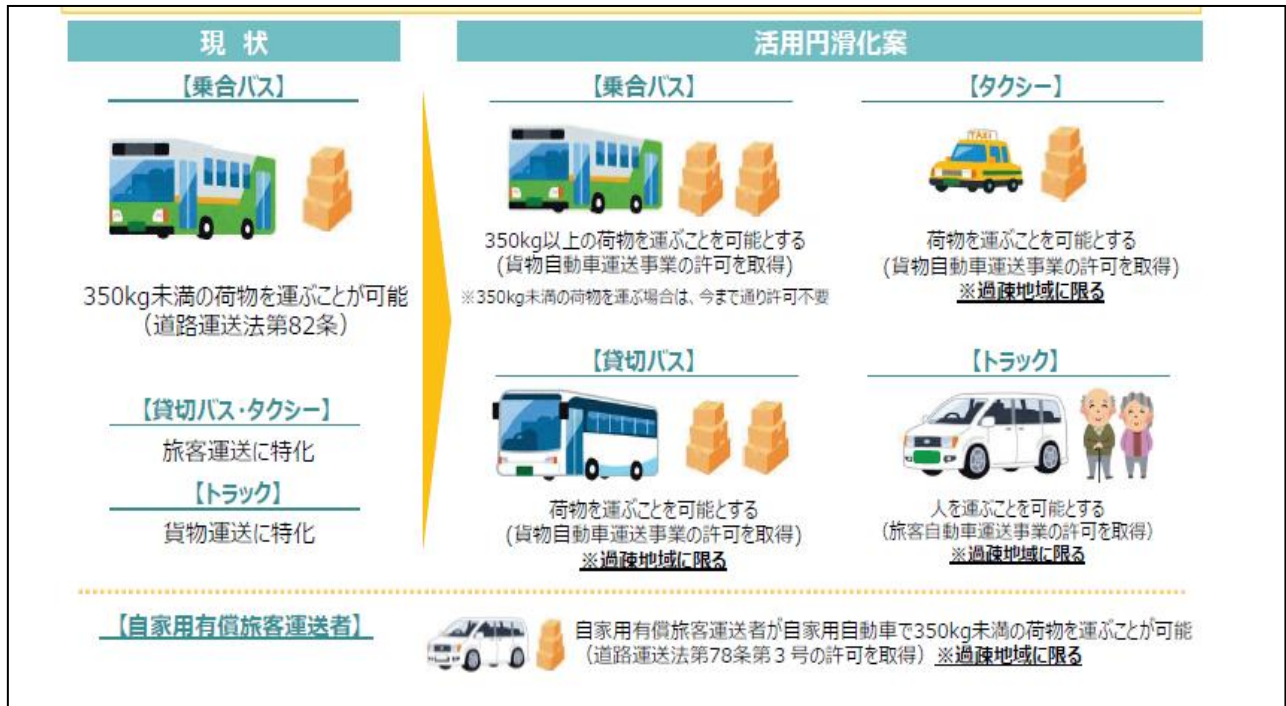 現 状
【乗合バス】
350kg未満の荷物を運ぶことが可能
（道路運送法第82条）
【貸切バス・タクシー】
旅客運送に特化
【トラック】
貨物運送に特化
活用円滑化案
【乗合バス】
350kg以上の荷物を運ぶことを可能とする
(貨物自動車運送事業の許可を取得)
※350kg未満の荷物を運ぶ場合は、今まで通り許可不要
【タクシー】
TAXI
荷物を運ぶことを可能とする
(貨物自動車運送事業の許可を取得)
※過疎地域に限る
【貸切バス】
荷物を運ぶことを可能とする
(貨物自動車運送事業の許可を取得)
※過疎地域に限る
【トラック】
人を運ぶことを可能とする
（旅客自動車運送事業の許可を取得）
※過疎地域に限る
【自家用有償旅客運送者】
自家用有償旅客運送者が自家用自動車で350kg未満の荷物を運ぶことが可能
（道路運送法第78条第３号の許可を取得）※過疎地域に限る